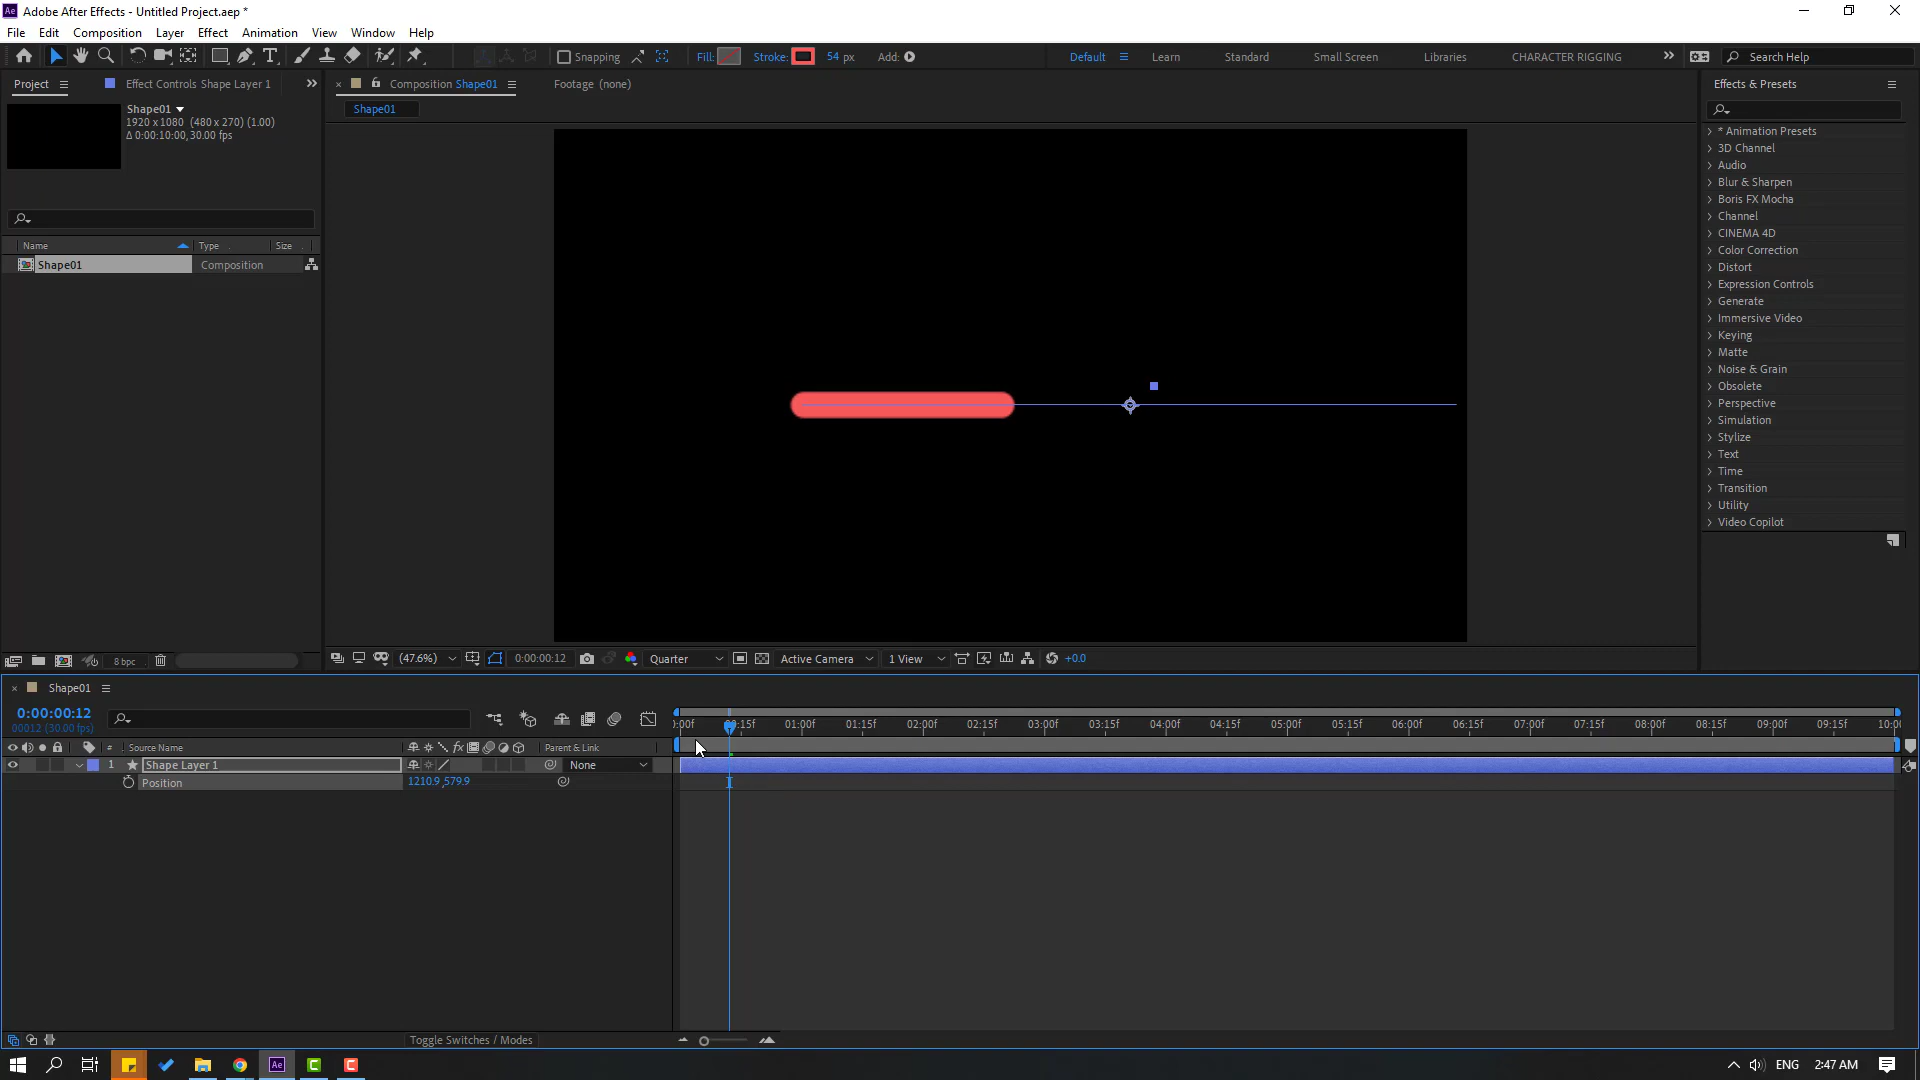 Adobe After Effects - Untitled Project.aep *
File Edit Composition Layer Effect Animation View Window Help
Snapping Fill: Stroke: 54 px Add: Default Learn Standard Small Screen Libraries CHARACTER RIGGING Search Help
Project Effect Controls Shape Layer 1
Composition Shape01 Footage (none)
Shape01
Effects & Presets
Shape01
1920 x 1080 (480 x 270) (1.00)
Δ 0:00:10:00, 30.00 fps
Name Type Size
Shape01 Composition
* Animation Presets
3D Channel
Audio
Blur & Sharpen
Boris FX Mocha
Channel
CINEMA 4D
Color Correction
Distort
Expression Controls
Generate
Immersive Video
Keying
Matte
Noise & Grain
Obsolete
Perspective
Simulation
Stylize
Text
Time
Transition
Utility
Video Copilot
8 bpc
(47.6%) 0:00:00:12 Quarter Active Camera 1 View +0.0
Shape01
0:00:00:12
00012 (30.00 fps)
:00f 00:15f 01:00f 01:15f 02:00f 02:15f 03:00f 03:15f 04:00f 04:15f 05:00f 05:15f 06:00f 06:15f 07:00f 07:15f 08:00f 08:15f 09:00f 09:15f 10:00
# Source Name fx Parent & Link
1 Shape Layer 1 None
Position 1210.9,579.9
Toggle Switches / Modes
ENG 2:47 AM